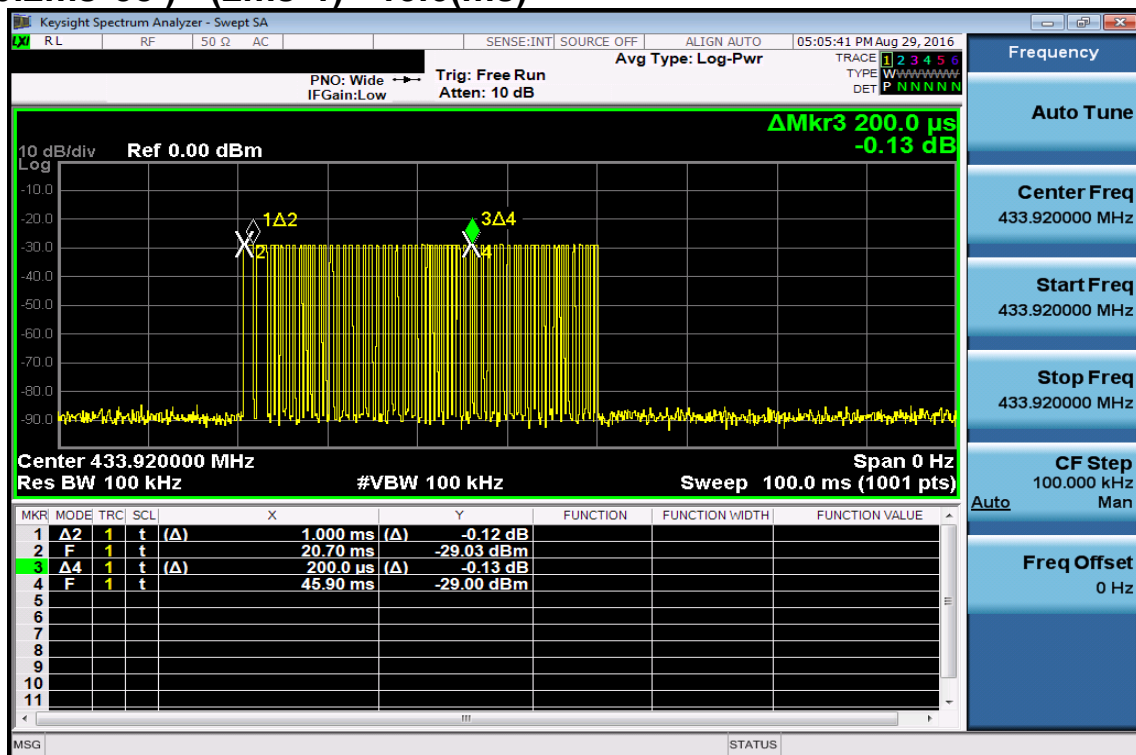 Keysight Spectrum Analyzer - Swept SA
LXI RL RF 50 Ω AC SENSE:INT SOURCE OFF ALIGN AUTO 05:05:41 PM Aug 29, 2016
Frequency
Avg Type: Log-Pwr
TRACE 1 2 3 4 5 6
PNO: Wide Trig: Free Run
TYPE WWWWWW
IFGain:Low Atten: 10 dB
DET P N N N N N
Auto Tune
ΔMkr3 200.0 µs
-0.13 dB
10 dB/div Ref 0.00 dBm
Log
-10.0
-20.0
-30.0
-40.0
-50.0
-60.0
-70.0
-80.0
-90.0
1Δ2
2
3Δ4
4
Center 433.920000 MHz Span 0 Hz
Res BW 100 kHz #VBW 100 kHz Sweep 100.0 ms (1001 pts)
Center Freq
433.920000 MHz
Start Freq
433.920000 MHz
Stop Freq
433.920000 MHz
CF Step
100.000 kHz
Auto Man
Freq Offset
0 Hz
MKR MODE TRC SCL X Y FUNCTION FUNCTION WIDTH FUNCTION VALUE
1 Δ2 1 t (Δ) 1.000 ms (Δ) -0.12 dB
2 F 1 t 20.70 ms -29.03 dBm
3 Δ4 1 t (Δ) 200.0 µs (Δ) -0.13 dB
4 F 1 t 45.90 ms -29.00 dBm
5
6
7
8
9
10
11
MSG STATUS